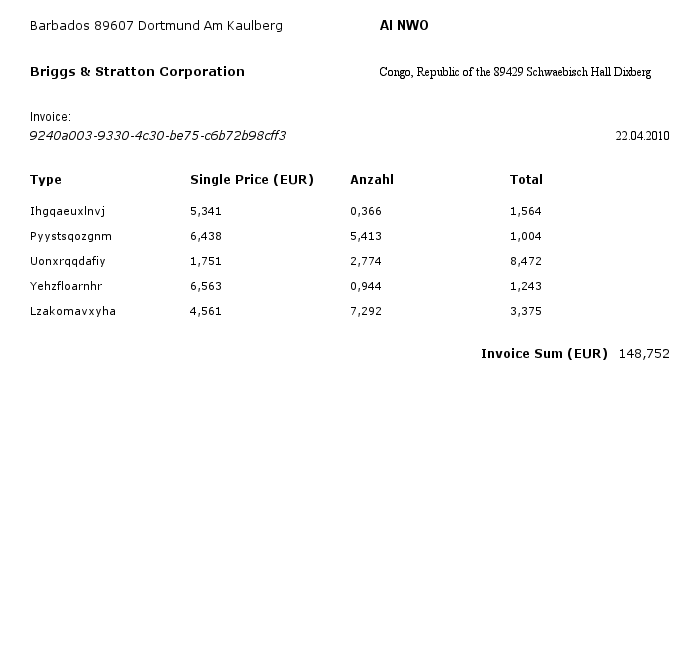 Barbados 89607 Dortmund Am Kaulberg AI NWO
Briggs & Stratton Corporation Congo, Republic of the 89429 Schwaebisch Hall Dixberg
Invoice:
9240a003-9330-4c30-be75-c6b72b98cff3 22.04.2010
Type Single Price (EUR) Anzahl Total
Ihgqaeuxlnvj 5,341 0,366 1,564
Pyystsqozgnm 6,438 5,413 1,004
Uonxrqqdafiy 1,751 2,774 8,472
Yehzfloarnhr 6,563 0,944 1,243
Lzakomavxyha 4,561 7,292 3,375
Invoice Sum (EUR) 148,752